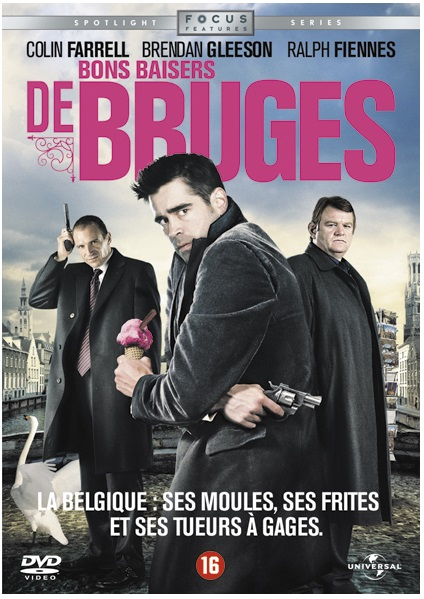 SPOTLIGHT FOCUS FEATURES SERIES
COLIN FARRELL BRENDAN GLEESON RALPH FIENNES
BONS BAISERS
DE BRUGES
LA BELGIQUE : SES MOULES, SES FRITES
ET SES TUEURS À GAGES.
DVD
VIDEO
16
UNIVERSAL